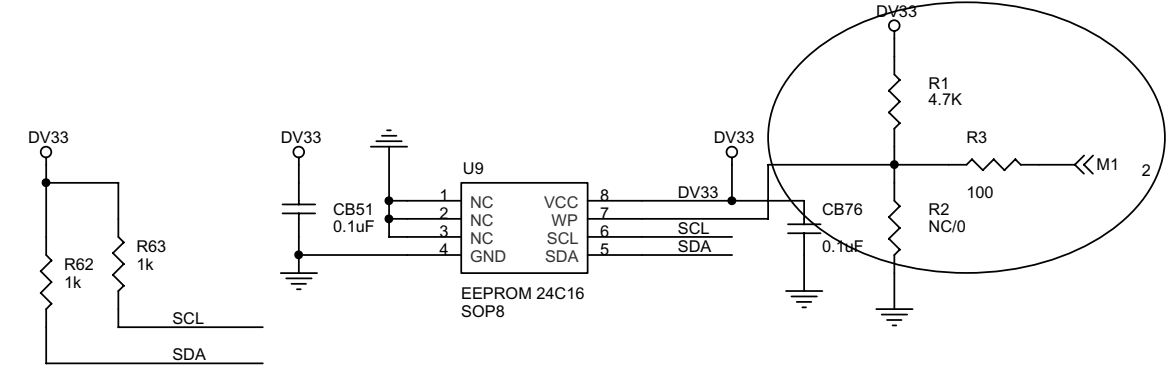 DV33
R62
1k
R63
1k
SCL
SDA
DV33
CB51
0.1uF
U9
1
2
3
4
NC
NC
NC
GND
VCC
WP
SCL
SDA
8
7
6
5
EEPROM 24C16
SOP8
DV33
SCL
SDA
DV33
CB76
0.1uF
DV33
R1
4.7K
R3
100
M1
2
R2
NC/0